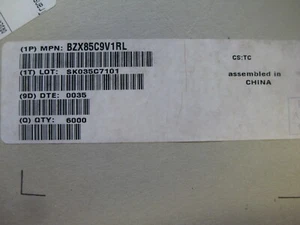 (1P) MPN: BZX85C9V1RL
(1T) LOT: SK035C7101
(9D) DTE: 0035
(Q) QTY: 6000
CS:TC
assembled in
CHINA